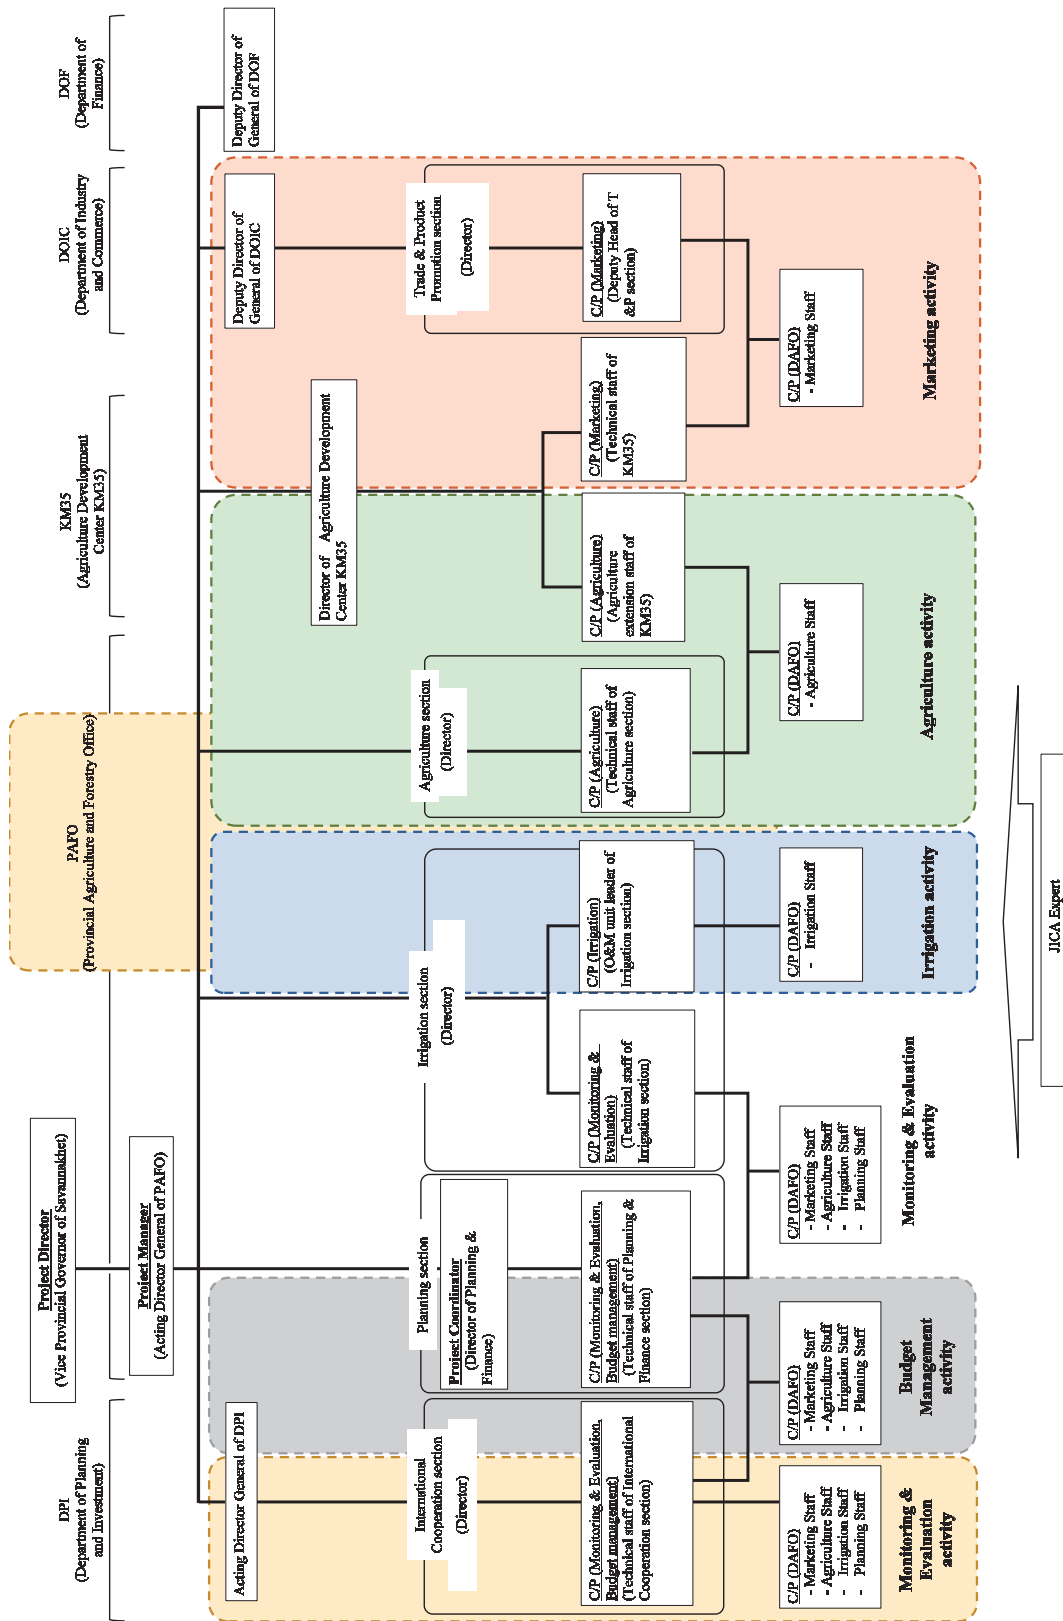 Project Director
(Vice Provincial Governor of Savannakhet)
Project Manager
(Acting Director General of PAFO)
DPI
(Department of Planning
and Investment)
PAFO
(Provincial Agriculture and Forestry Office)
KM35
(Agriculture Development
Center KM35)
DOIC
(Department of Industry
and Commerce)
DOF
(Department of
Finance)
Acting Director General of DPI
Deputy Director of
General of DOIC
Deputy Director of
General of DOF
Director of Agriculture Development
Center KM35
International
Cooperation section
(Director)
Planning section
Project Coordinator
(Director of Planning &
Finance)
Irrigation section
(Director)
Agriculture section
(Director)
Trade & Product
Promotion section
(Director)
C/P (Monitoring & Evaluation,
Budget management)
(Technical staff of International
Cooperation section)
C/P (Monitoring & Evaluation,
Budget management)
(Technical staff of Planning &
Finance section)
C/P (Monitoring &
Evaluation)
(Technical staff of
Irrigation section)
C/P (Irrigation)
(O&M unit leader of
Irrigation section)
C/P (Agriculture)
(Technical staff of
Agriculture section)
C/P (Agriculture)
(Agriculture
extension staff of
KM35)
C/P (Marketing)
(Technical staff of
KM35)
C/P (Marketing)
(Deputy Head of T
&P section)
C/P (DAFO)
- Marketing Staff
- Agriculture Staff
- Irrigation Staff
- Planning Staff
C/P (DAFO)
- Marketing Staff
- Agriculture Staff
- Irrigation Staff
- Planning Staff
C/P (DAFO)
- Marketing Staff
- Agriculture Staff
- Irrigation Staff
- Planning Staff
C/P (DAFO)
- Irrigation Staff
C/P (DAFO)
- Agriculture Staff
C/P (DAFO)
- Marketing Staff
Monitoring &
Evaluation
activity
Budget
Management
activity
Monitoring & Evaluation
activity
Irrigation activity
Agriculture activity
Marketing activity
JICA Expert